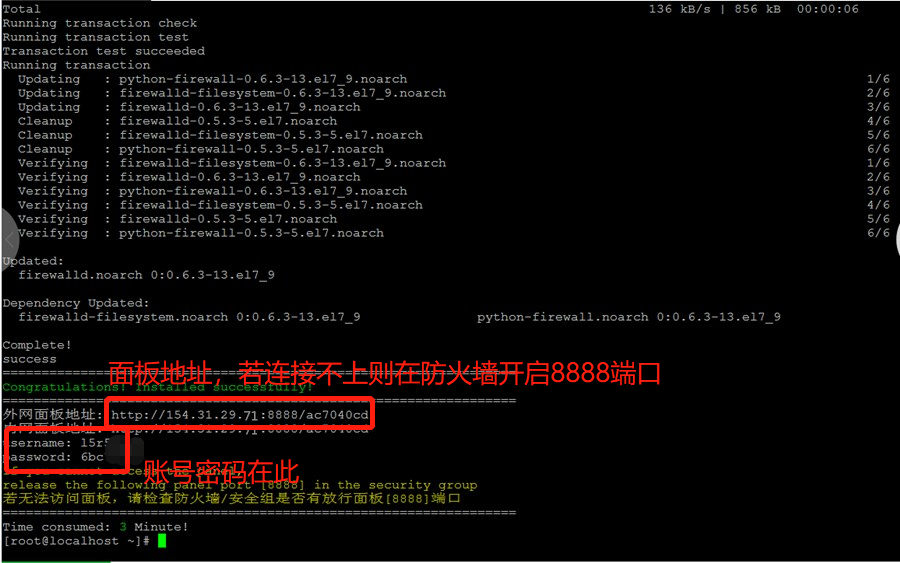 Total 136 kB/s | 856 kB 00:00:06
Running transaction check
Running transaction test
Transaction test succeeded
Running transaction
Updating : python-firewall-0.6.3-13.el7_9.noarch 1/6
Updating : firewalld-filesystem-0.6.3-13.el7_9.noarch 2/6
Updating : firewalld-0.6.3-13.el7_9.noarch 3/6
Cleanup : firewalld-0.5.3-5.el7.noarch 4/6
Cleanup : firewalld-filesystem-0.5.3-5.el7.noarch 5/6
Cleanup : python-firewall-0.5.3-5.el7.noarch 6/6
Verifying : firewalld-filesystem-0.6.3-13.el7_9.noarch 1/6
Verifying : firewalld-0.6.3-13.el7_9.noarch 2/6
Verifying : python-firewall-0.6.3-13.el7_9.noarch 3/6
Verifying : firewalld-filesystem-0.5.3-5.el7.noarch 4/6
Verifying : firewalld-0.5.3-5.el7.noarch 5/6
Verifying : python-firewall-0.5.3-5.el7.noarch 6/6
Updated:
firewalld.noarch 0:0.6.3-13.el7_9
Dependency Updated:
firewalld-filesystem.noarch 0:0.6.3-13.el7_9 python-firewall.noarch 0:0.6.3-13.el7_9
Complete!
success
面板地址，若连接不上则在防火墙开启8888端口
==================================================================
Congratulations! Installed successfully!
==================================================================
外网面板地址: http://154.31.29.71:8888/ac7040cd
内网面板地址: http://154.31.29.71:8888/ac7040cd
username: l5r5
password: 6bc
账号密码在此
If you cannot access the panel,
release the following panel port [8888] in the security group
若无法访问面板，请检查防火墙/安全组是否有放行面板[8888]端口
==================================================================
Time consumed: 3 Minute!
[root@localhost ~]#